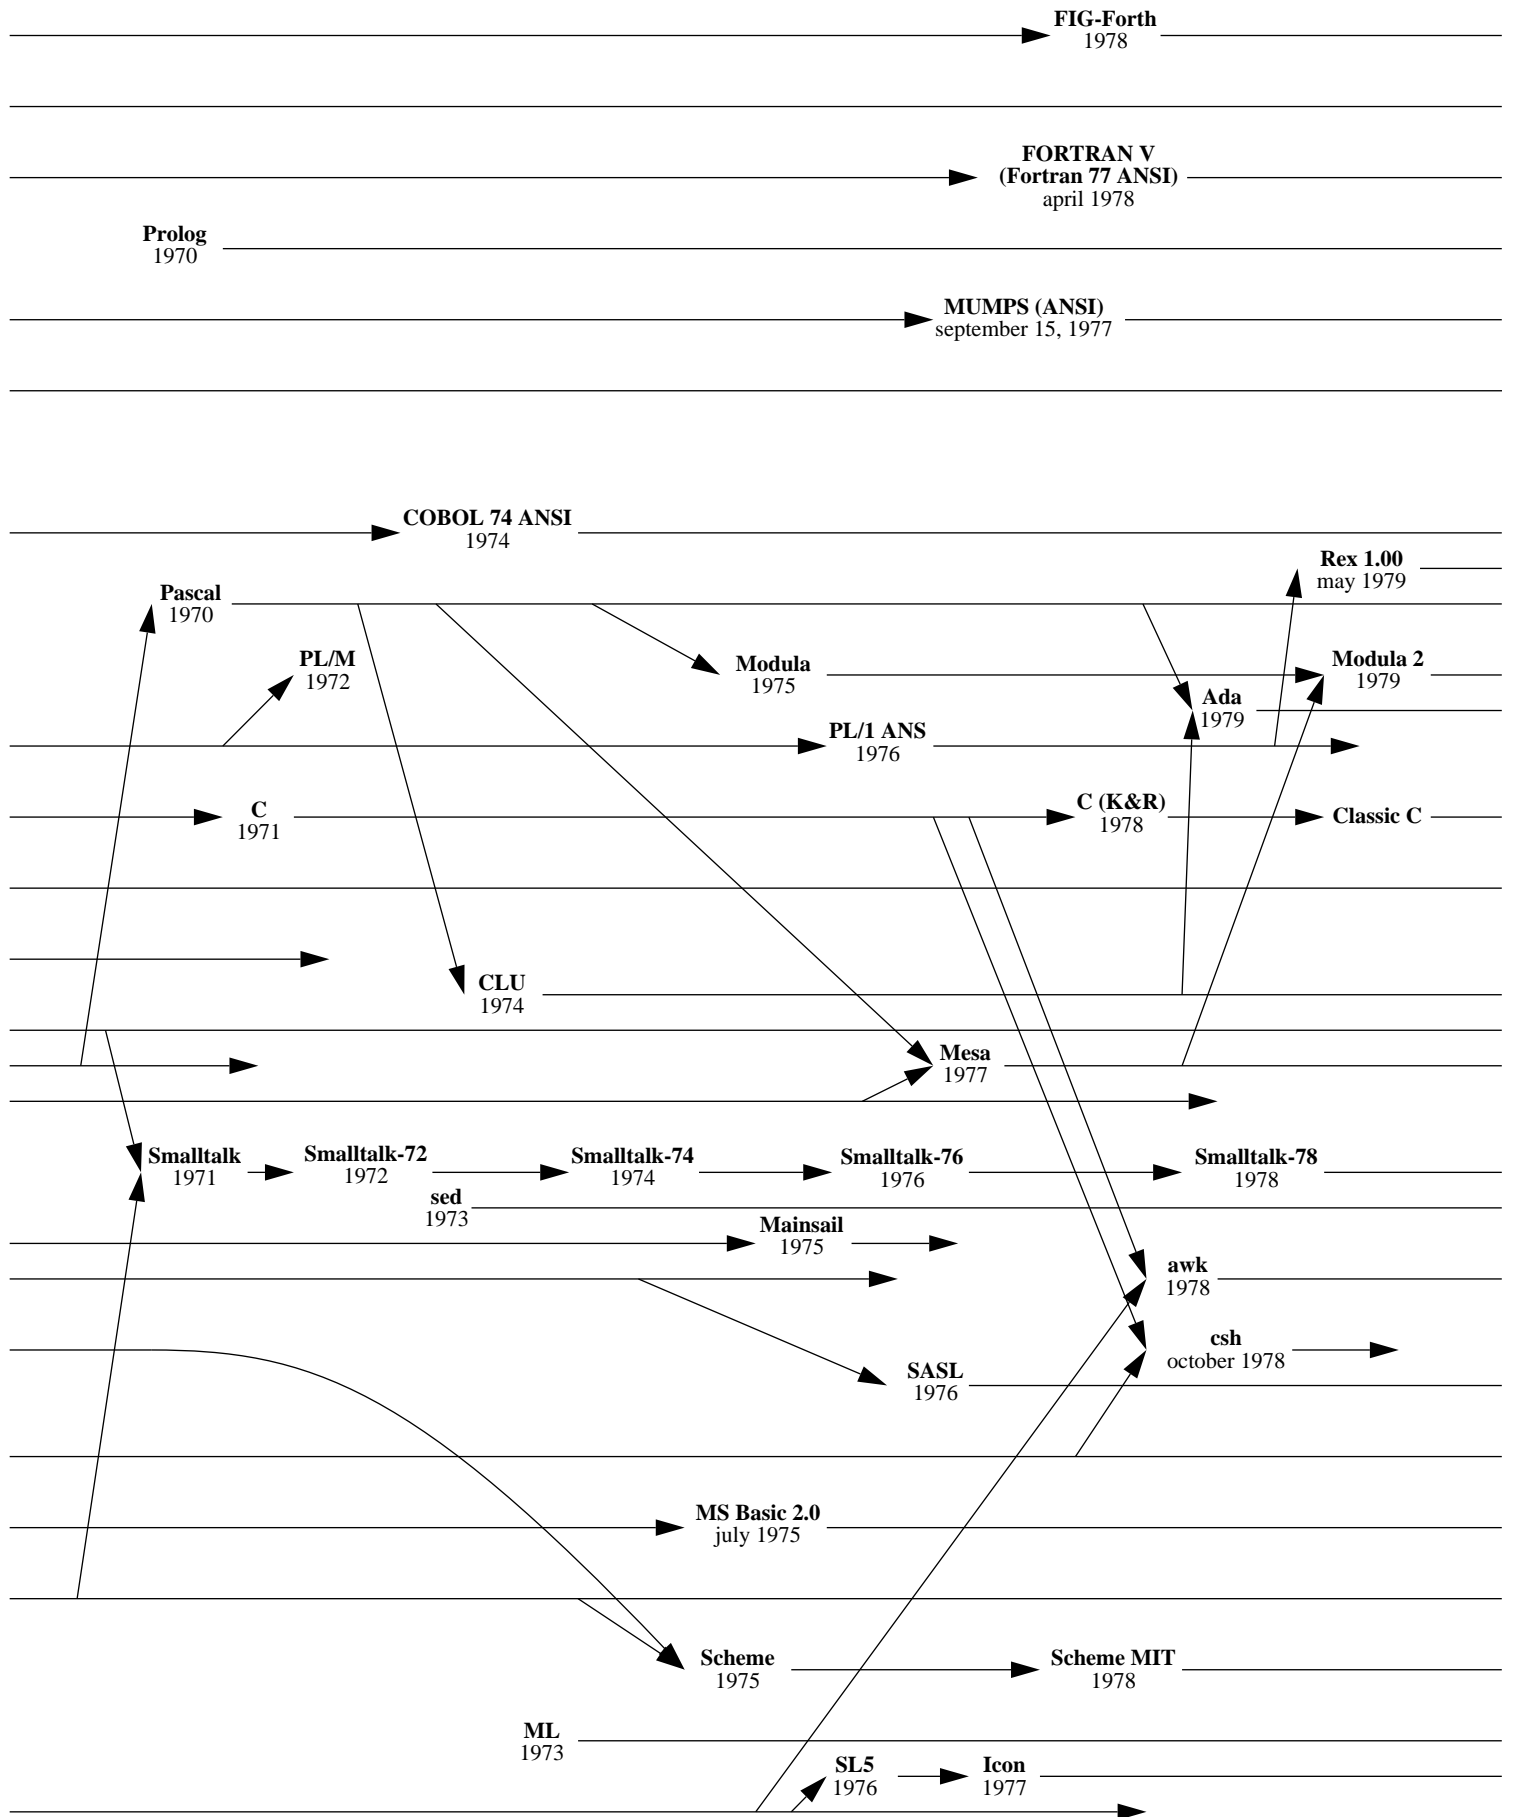 FIG-Forth
1978
FORTRAN V
(Fortran 77 ANSI)
april 1978
Prolog
1970
MUMPS (ANSI)
september 15, 1977
COBOL 74 ANSI
1974
Rex 1.00
may 1979
Pascal
1970
PL/M
1972
Modula
1975
Modula 2
1979
Ada
1979
PL/1 ANS
1976
C
1971
C (K&R)
1978
Classic C
CLU
1974
Mesa
1977
Smalltalk
1971
Smalltalk-72
1972
Smalltalk-74
1974
Smalltalk-76
1976
Smalltalk-78
1978
sed
1973
Mainsail
1975
awk
1978
csh
october 1978
SASL
1976
MS Basic 2.0
july 1975
Scheme
1975
Scheme MIT
1978
ML
1973
SL5
1976
Icon
1977